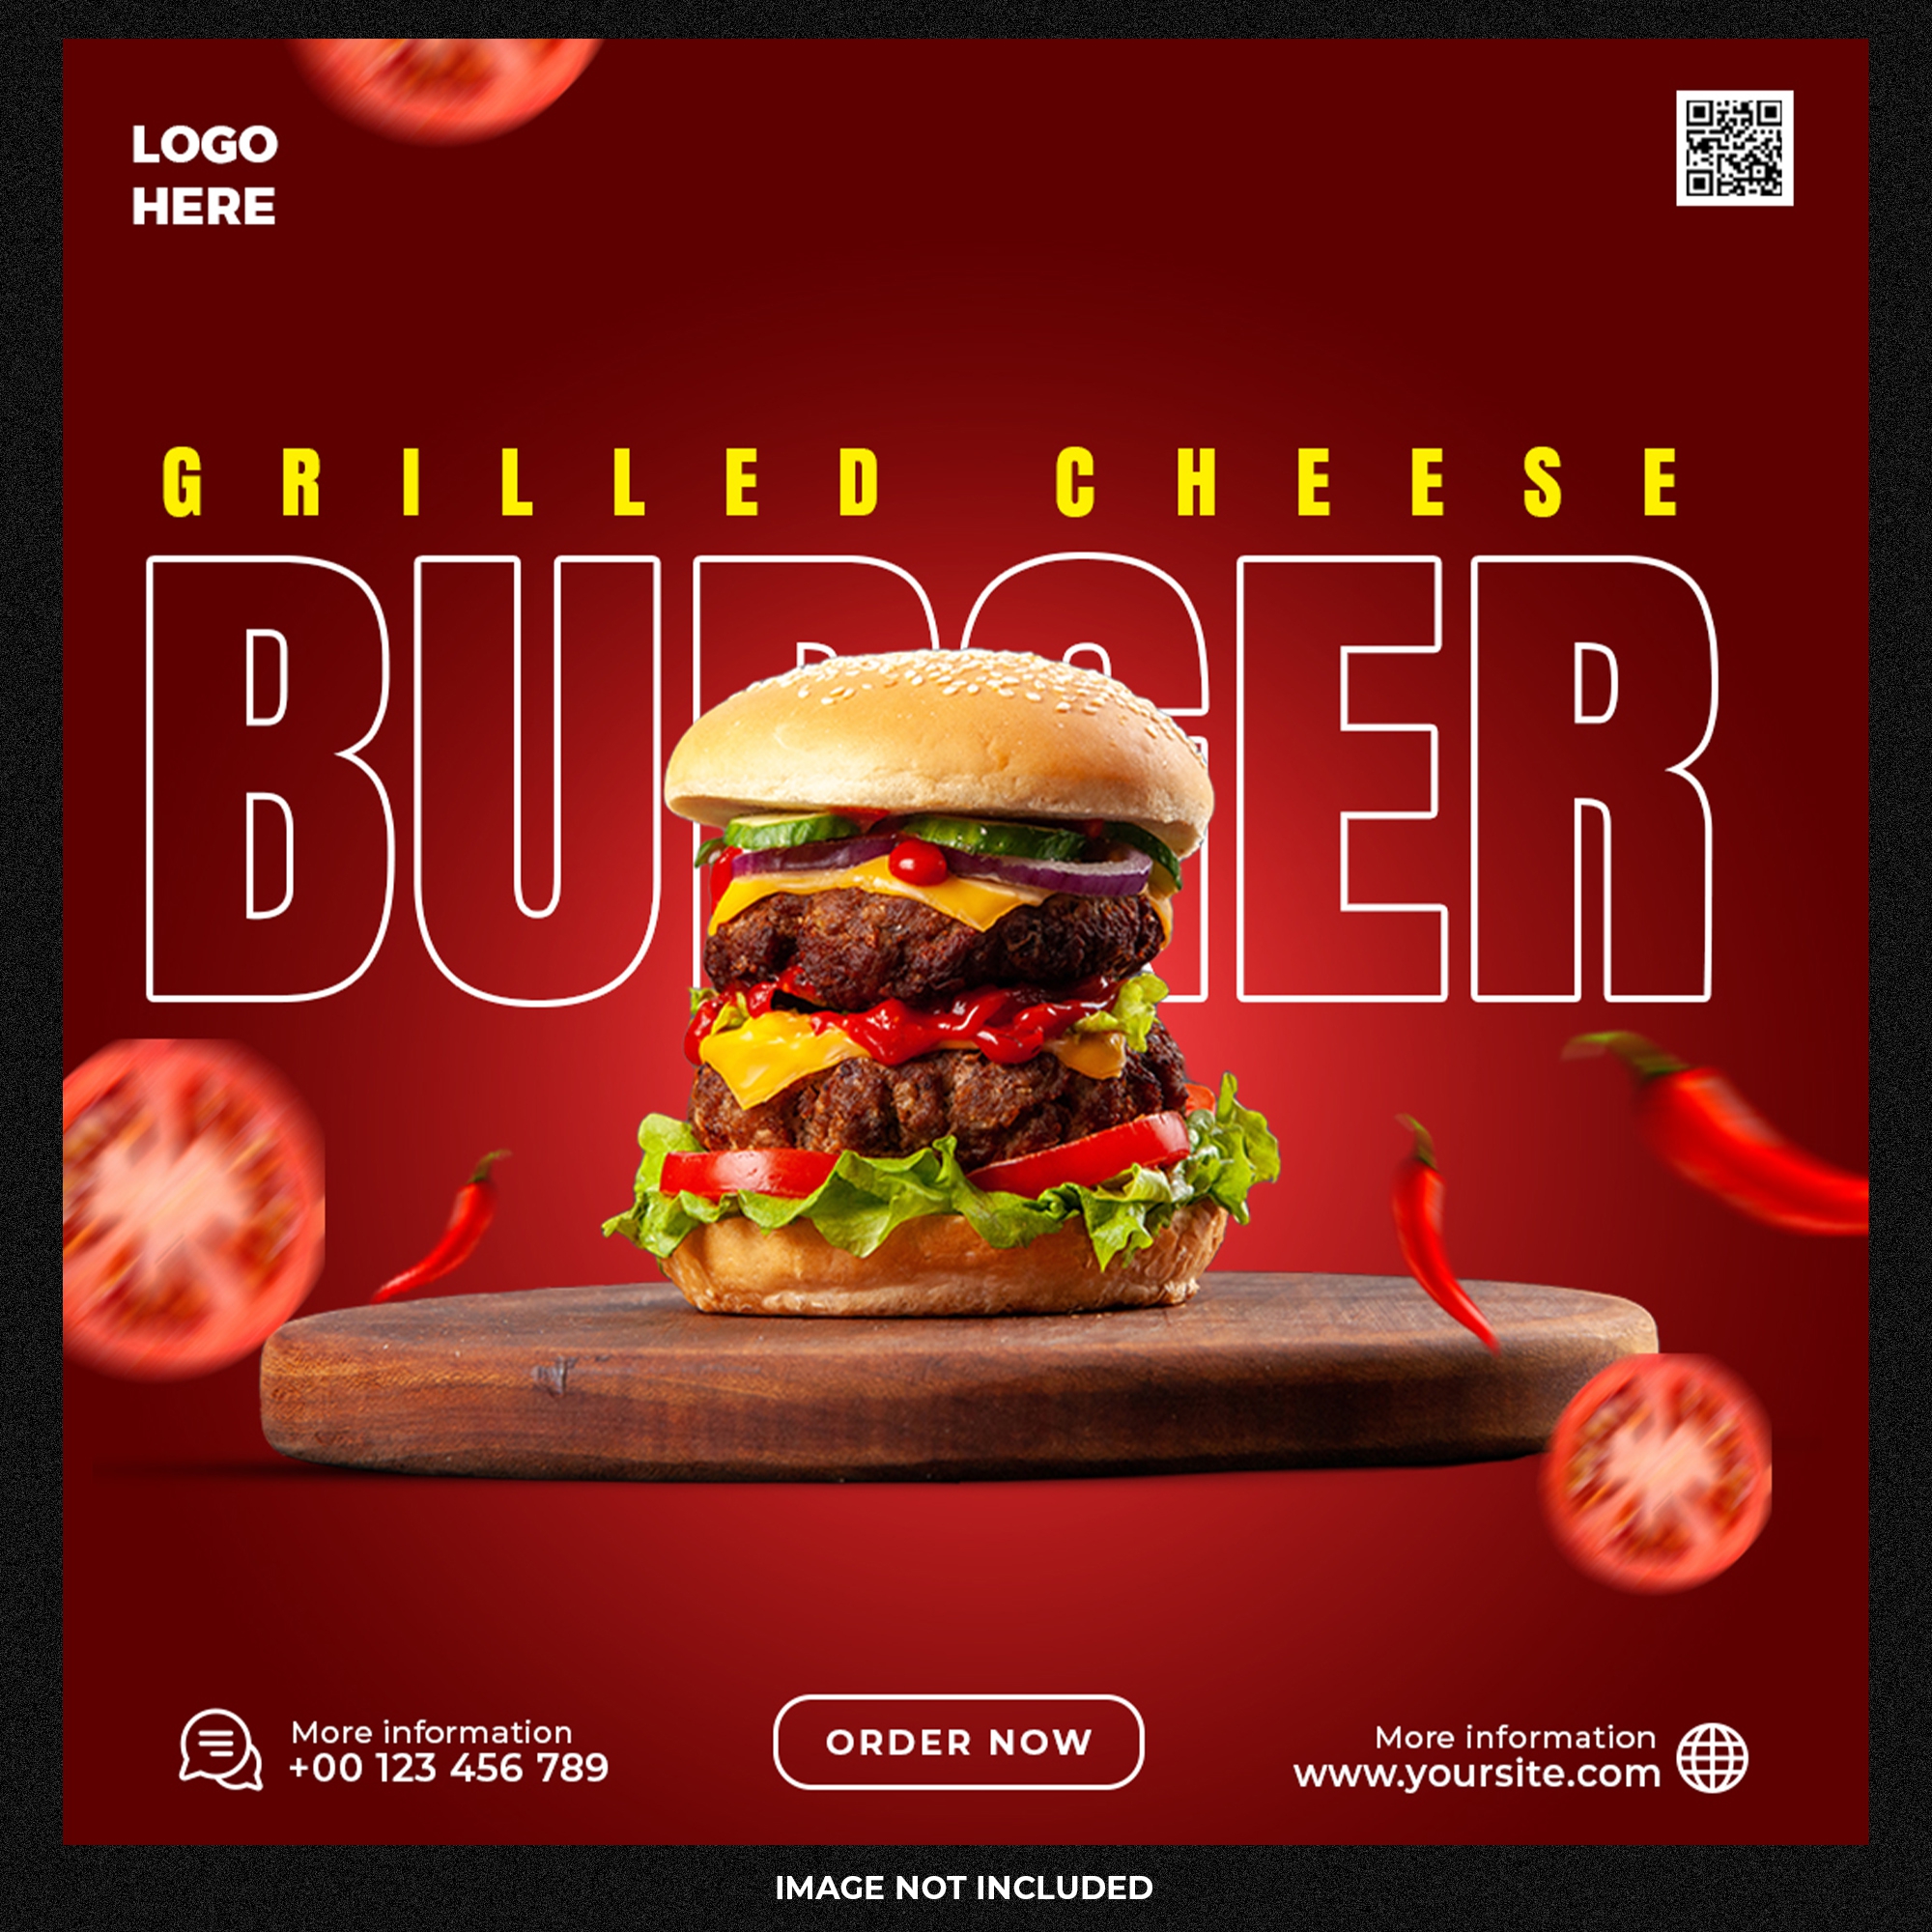 LOGO
HERE
GRILLED CHEESE
BURGER
More information
+00 123 456 789
ORDER NOW
More information
www.yoursite.com
IMAGE NOT INCLUDED